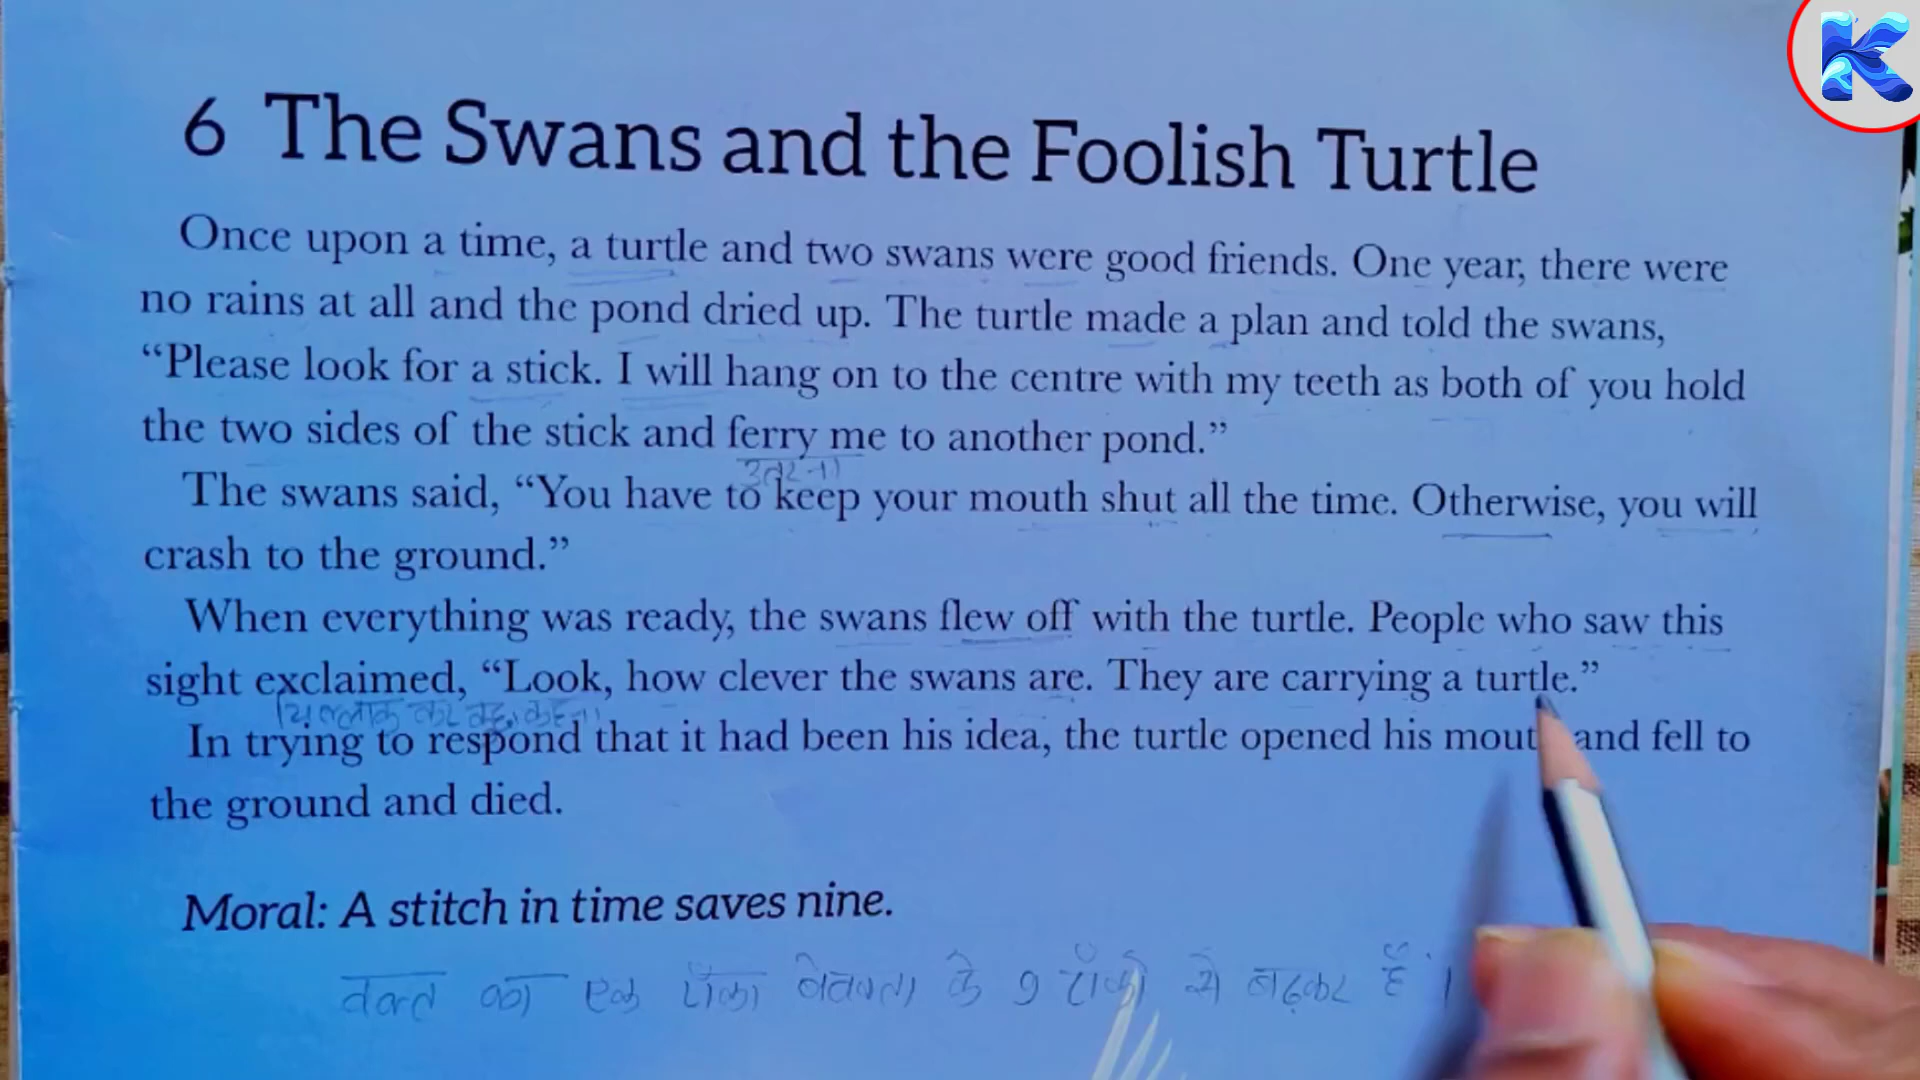 K
6 The Swans and the Foolish Turtle
Once upon a time, a turtle and two swans were good friends. One year, there were
no rains at all and the pond dried up. The turtle made a plan and told the swans,
“Please look for a stick. I will hang on to the centre with my teeth as both of you hold
the two sides of the stick and ferry me to another pond.”
उतरना
The swans said, “You have to keep your mouth shut all the time. Otherwise, you will
crash to the ground.”
When everything was ready, the swans flew off with the turtle. People who saw this
sight exclaimed, “Look, how clever the swans are. They are carrying a turtle.”
In trying to respond that it had been his idea, the turtle opened his mout and fell to
the ground and died.
Moral: A stitch in time saves nine.
वक्त का एक टाँका के 9 टाँको से बढ़कर हैं ।